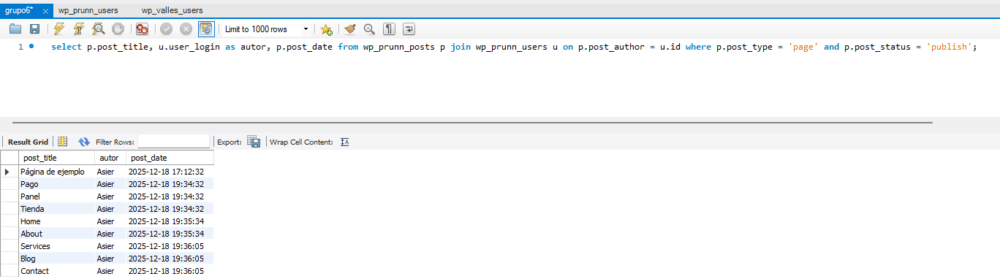 grupo6* × wp_prunn_users wp_valles_users
Limit to 1000 rows
1 select p.post_title, u.user_login as autor, p.post_date from wp_prunn_posts p join wp_prunn_users u on p.post_author = u.id where p.post_type = 'page' and p.post_status = 'publish';
Result Grid Filter Rows: Export: Wrap Cell Content:
post_title autor post_date
Página de ejemplo Asier 2025-12-18 17:12:32
Pago Asier 2025-12-18 19:34:32
Panel Asier 2025-12-18 19:34:32
Tienda Asier 2025-12-18 19:34:32
Home Asier 2025-12-18 19:35:34
About Asier 2025-12-18 19:35:34
Services Asier 2025-12-18 19:36:05
Blog Asier 2025-12-18 19:36:05
Contact Asier 2025-12-18 19:36:05